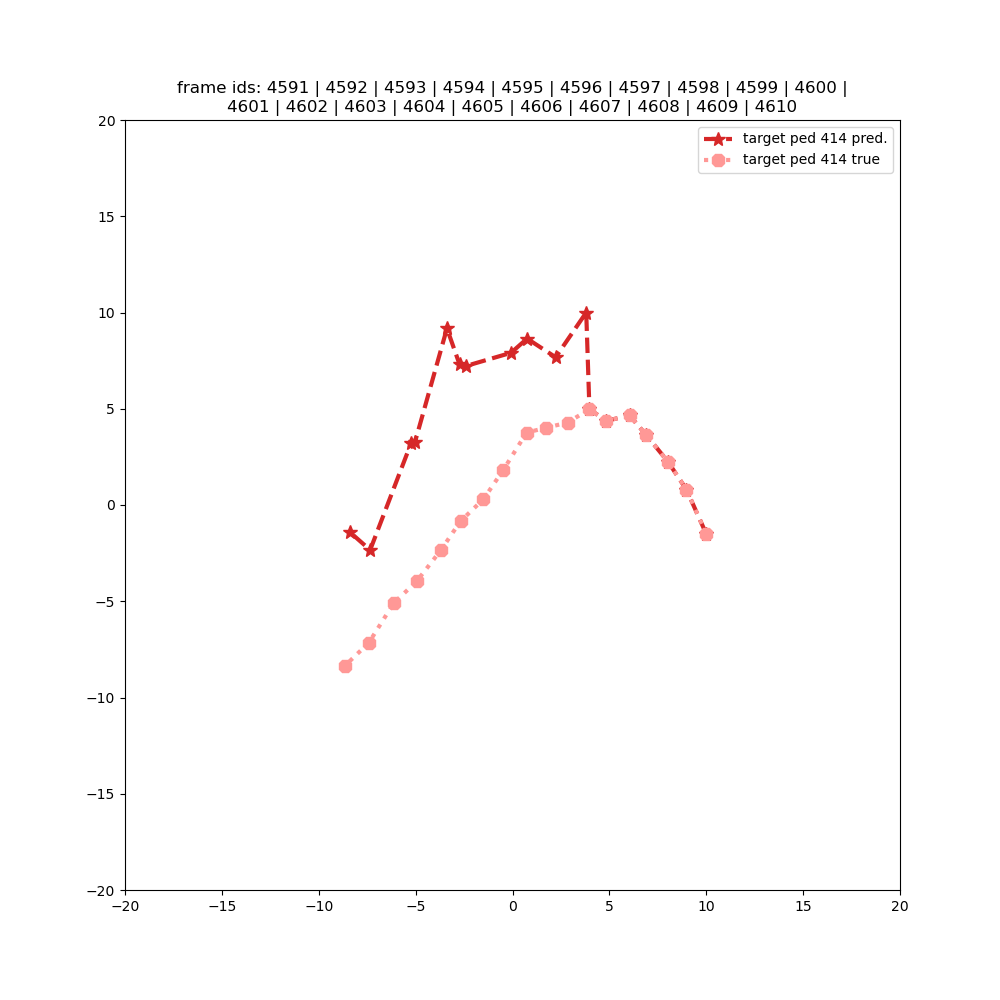 frame ids: 4591 | 4592 | 4593 | 4594 | 4595 | 4596 | 4597 | 4598 | 4599 | 4600 |
4601 | 4602 | 4603 | 4604 | 4605 | 4606 | 4607 | 4608 | 4609 | 4610
target ped 414 pred.
target ped 414 true
20
15
10
5
0
−5
−10
−15
−20
−20 −15 −10 −5 0 5 10 15 20